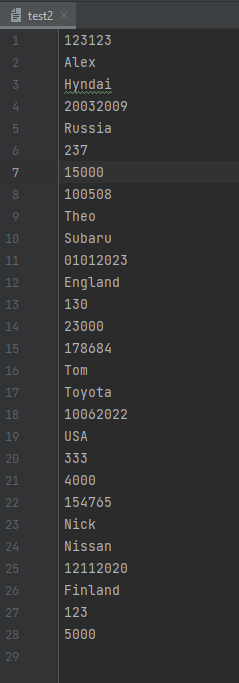 test2
1 123123
2 Alex
3 Hyndai
4 20032009
5 Russia
6 237
7 15000
8 100508
9 Theo
10 Subaru
11 01012023
12 England
13 130
14 23000
15 178684
16 Tom
17 Toyota
18 10062022
19 USA
20 333
21 4000
22 154765
23 Nick
24 Nissan
25 12112020
26 Finland
27 123
28 5000
29